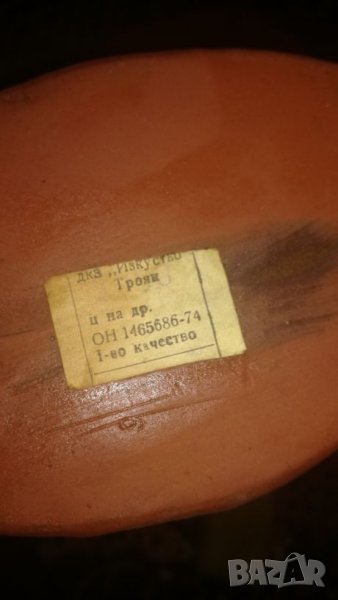 дкз „Изкуство
Троян
ц на др.
ОН 1465686-74
I-во качество
BAZAR